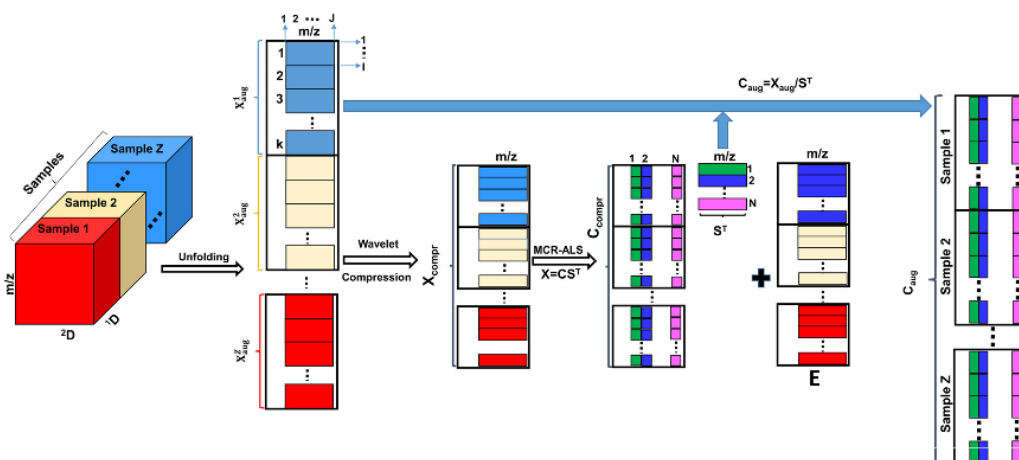 Samples
Sample Z
Sample 2
Sample 1
m/z
²D
¹D
Unfolding
1 2 ••• J
m/z
1
2
3
k
1
I
X¹aug
X²aug
Xᶻaug
Wavelet
Compression
m/z
Xcompr
MCR-ALS
X=CSᵀ
1 2 N
Ccompr
m/z
1
2
N
Sᵀ
Caug=Xaug/Sᵀ
+
m/z
E
Caug
Sample 1
Sample 2
Sample Z